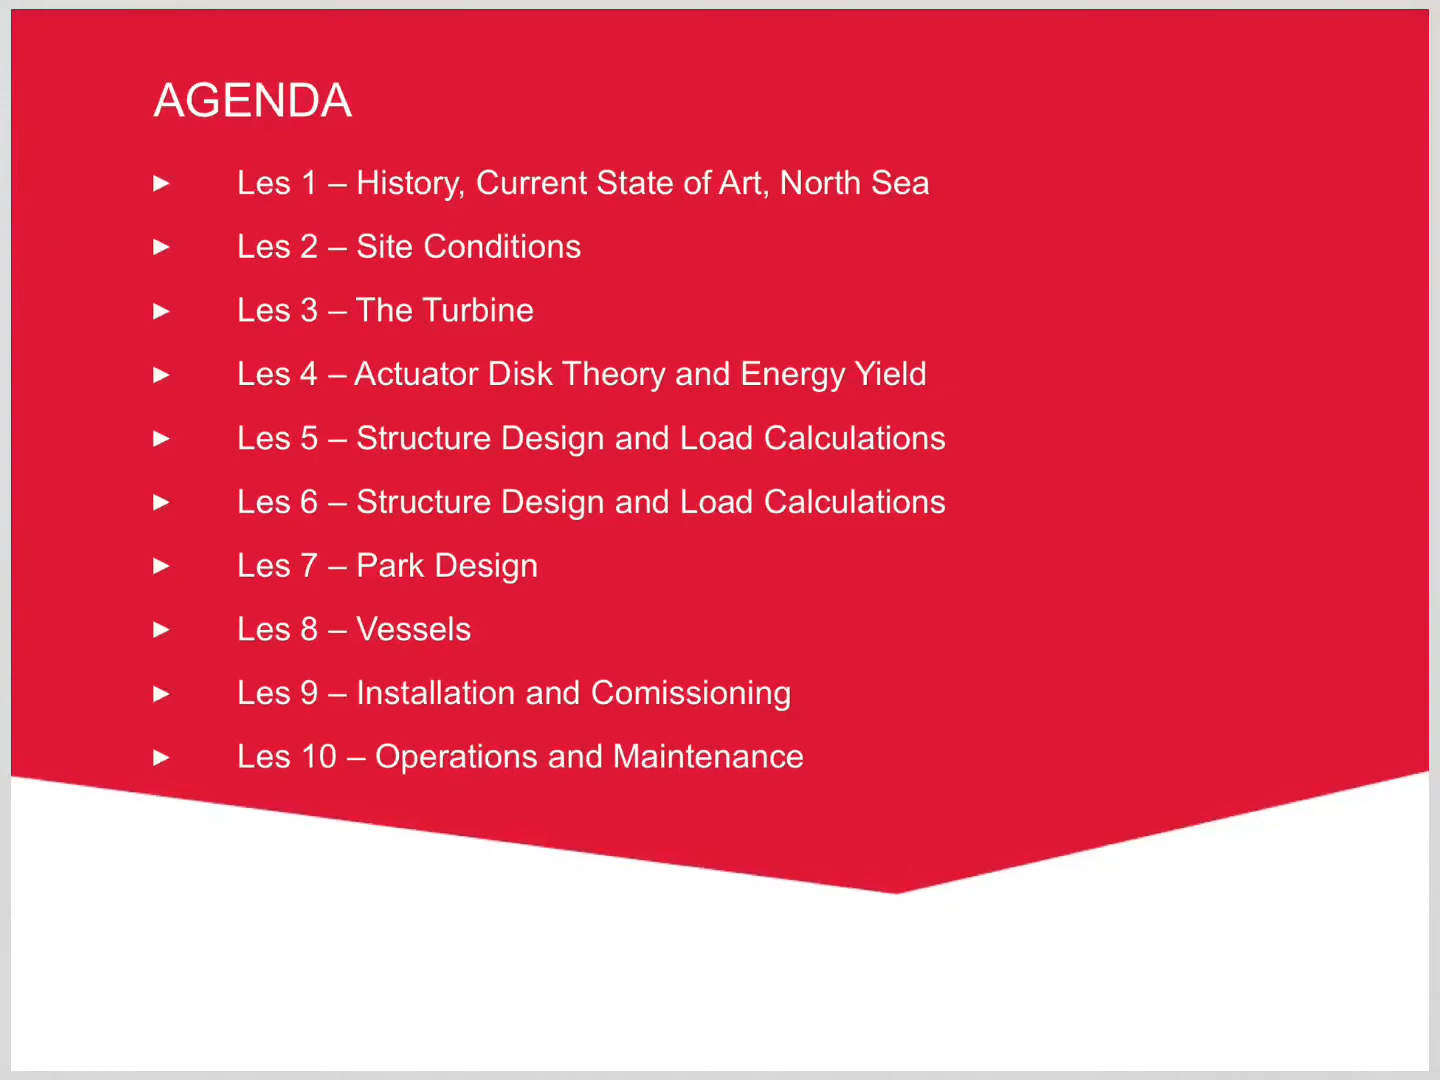 AGENDA
► Les 1 – History, Current State of Art, North Sea
► Les 2 – Site Conditions
► Les 3 – The Turbine
► Les 4 – Actuator Disk Theory and Energy Yield
► Les 5 – Structure Design and Load Calculations
► Les 6 – Structure Design and Load Calculations
► Les 7 – Park Design
► Les 8 – Vessels
► Les 9 – Installation and Comissioning
► Les 10 – Operations and Maintenance